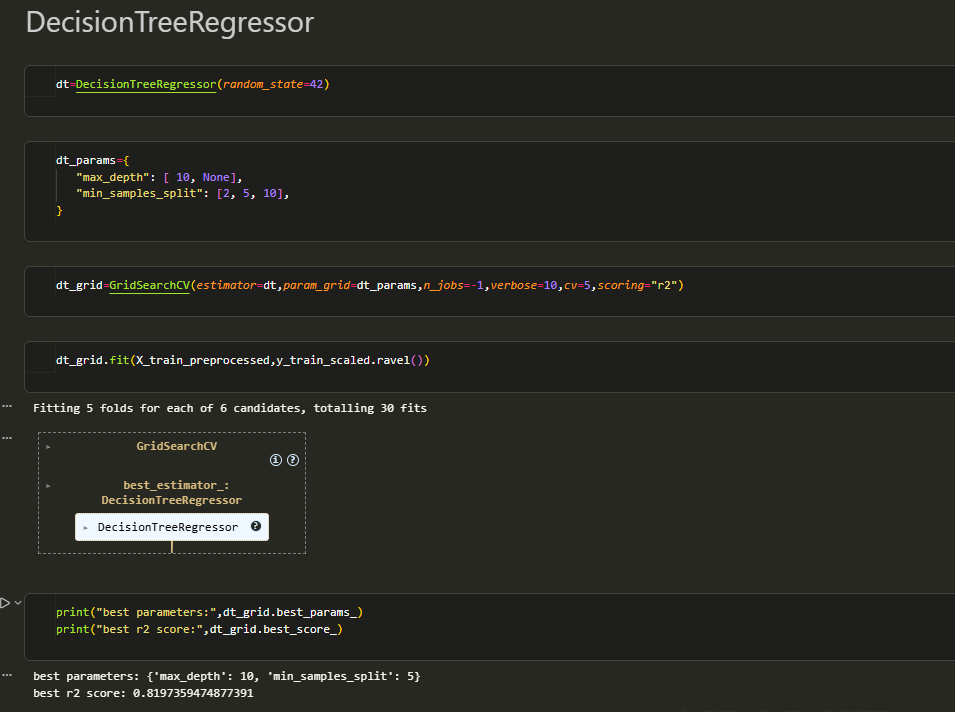 DecisionTreeRegressor
dt=DecisionTreeRegressor(random_state=42)
dt_params={
"max_depth": [ 10, None],
"min_samples_split": [2, 5, 10],
}
dt_grid=GridSearchCV(estimator=dt,param_grid=dt_params,n_jobs=-1,verbose=10,cv=5,scoring="r2")
dt_grid.fit(X_train_preprocessed,y_train_scaled.ravel())
Fitting 5 folds for each of 6 candidates, totalling 30 fits
GridSearchCV
best_estimator_:
DecisionTreeRegressor
DecisionTreeRegressor
print("best parameters:",dt_grid.best_params_)
print("best r2 score:",dt_grid.best_score_)
best parameters: {'max_depth': 10, 'min_samples_split': 5}
best r2 score: 0.8197359474877391